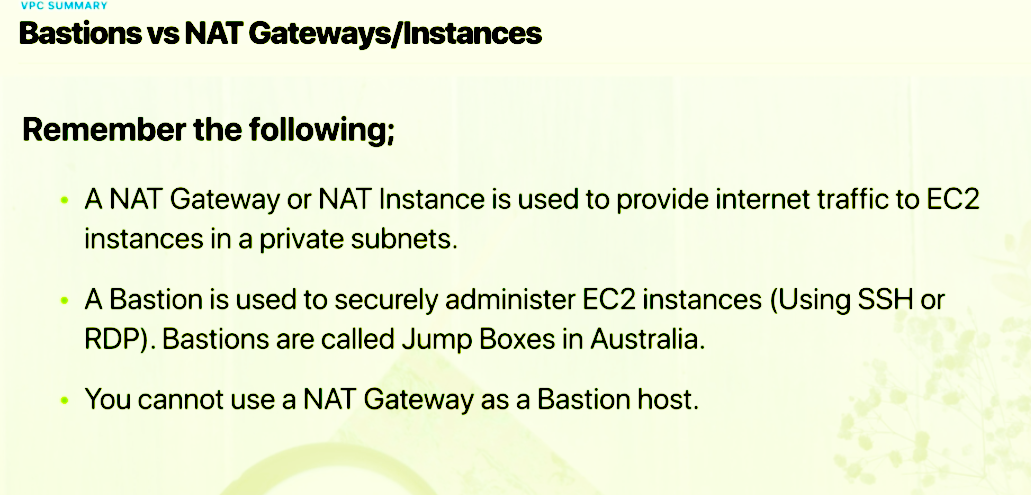 VPC SUMMARY
Bastions vs NAT Gateways/Instances
Remember the following;
• A NAT Gateway or NAT Instance is used to provide internet traffic to EC2
instances in a private subnets.
• A Bastion is used to securely administer EC2 instances (Using SSH or
RDP). Bastions are called Jump Boxes in Australia.
• You cannot use a NAT Gateway as a Bastion host.